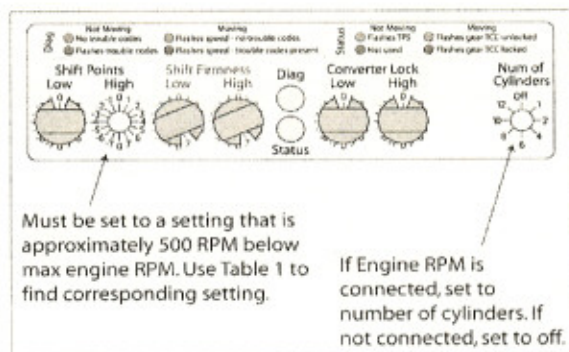 Diag
Not Moving
No trouble codes
Flashes trouble codes
Moving
Flashes speed - no trouble codes
Flashes speed - trouble codes present
Status
Not Moving
Flashes TPS
Not used
Moving
Flashes gear TCC unlocked
Flashes gear TCC locked
Shift Points
Low High
Shift Firmness
Low High
Diag
Status
Converter Lock
Low High
Num of
Cylinders
Off
1
2
4
6
8
10
12
Must be set to a setting that is
approximately 500 RPM below
max engine RPM. Use Table 1 to
find corresponding setting.
If Engine RPM is
connected, set to
number of cylinders. If
not connected, set to off.